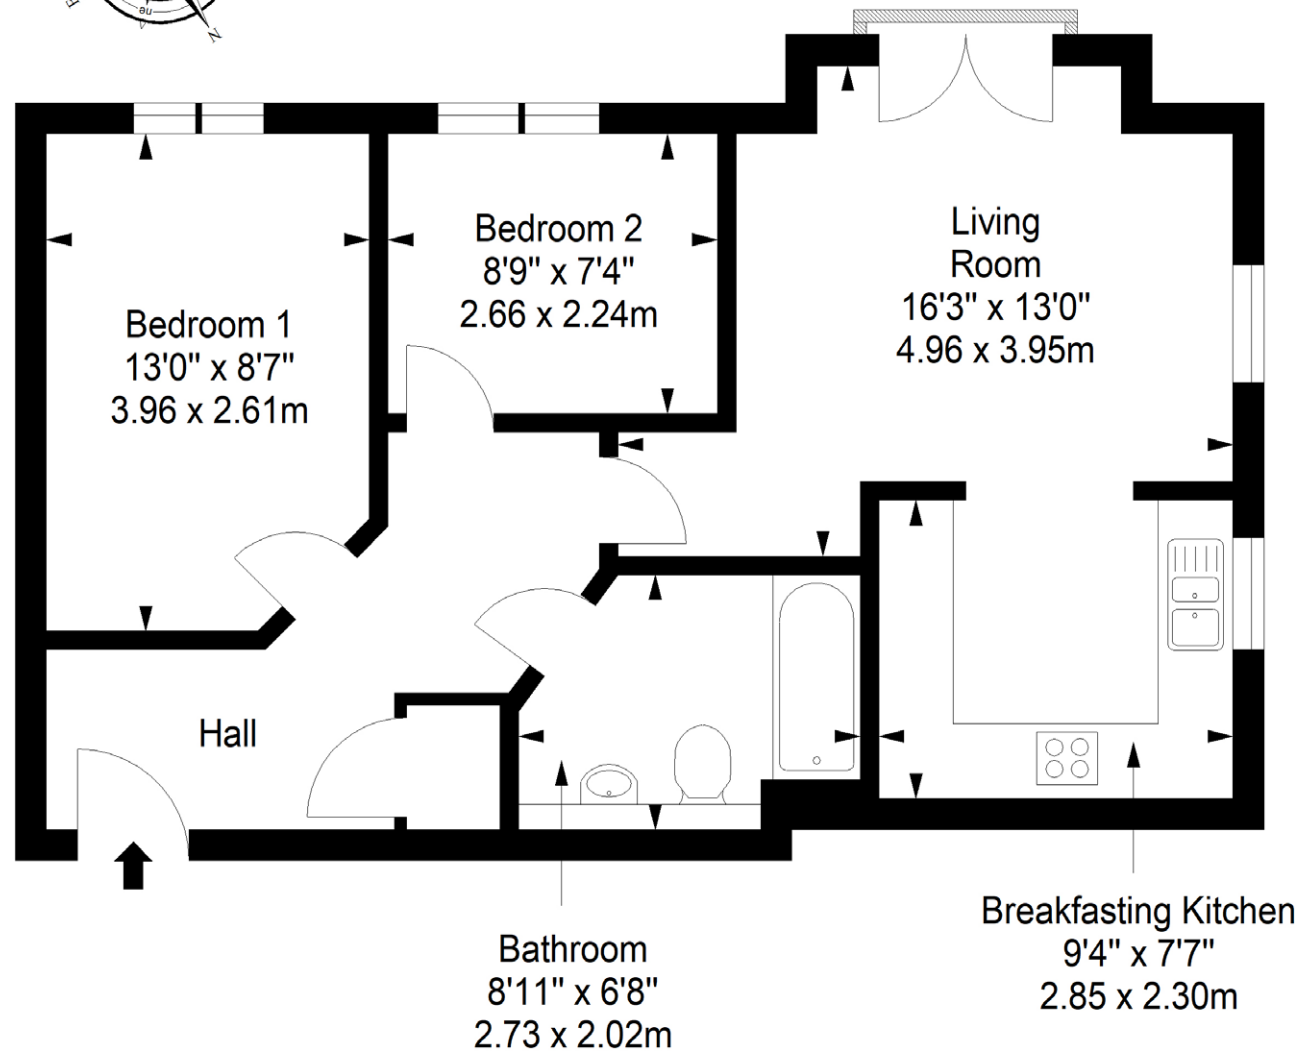 E
N
Bedroom 1
13'0" x 8'7"
3.96 x 2.61m
Bedroom 2
8'9" x 7'4"
2.66 x 2.24m
Living
Room
16'3" x 13'0"
4.96 x 3.95m
Hall
Bathroom
8'11" x 6'8"
2.73 x 2.02m
Breakfasting Kitchen
9'4" x 7'7"
2.85 x 2.30m